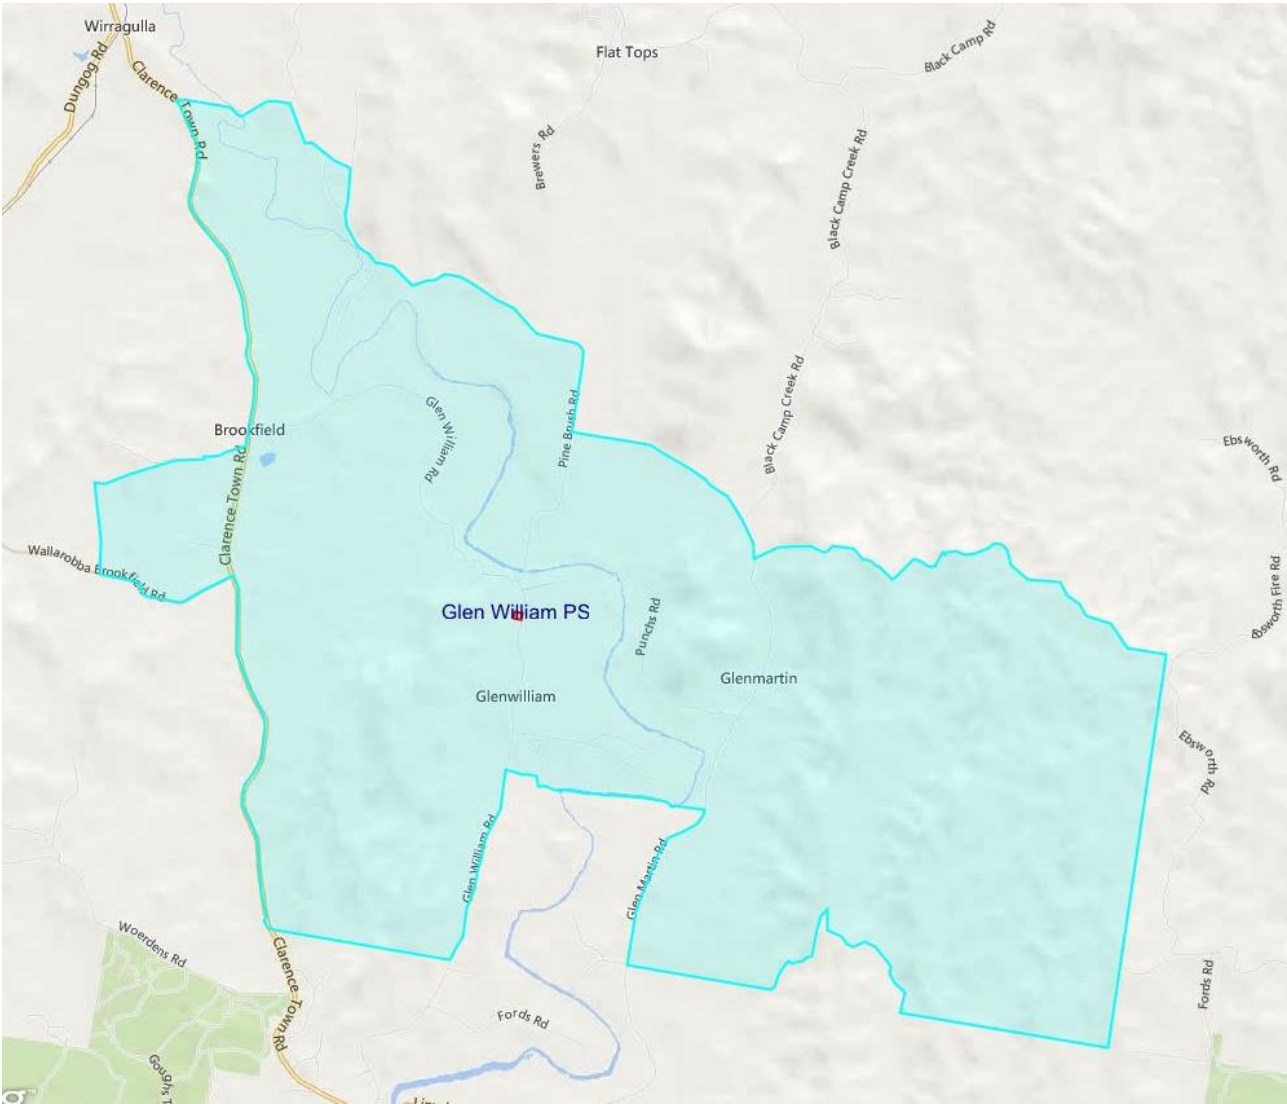 Wirragulla
Flat Tops
Black Camp Rd
Dungog Rd
Clarence Town Rd
Brewers Rd
Black Camp Creek Rd
Black Camp Creek Rd
Glen William Rd
Pine Brush Rd
Brookfield
Ebsworth Rd
Clarence Town Rd
Wallarobba Brookfield Rd
Ebsworth Fire Rd
Glen William PS
Punchs Rd
Glenmartin
Glenwilliam
Ebsworth Rd
Glen William Rd
Glen Martin Rd
Woerdens Rd
Clarence Town Rd
Fords Rd
Fords Rd